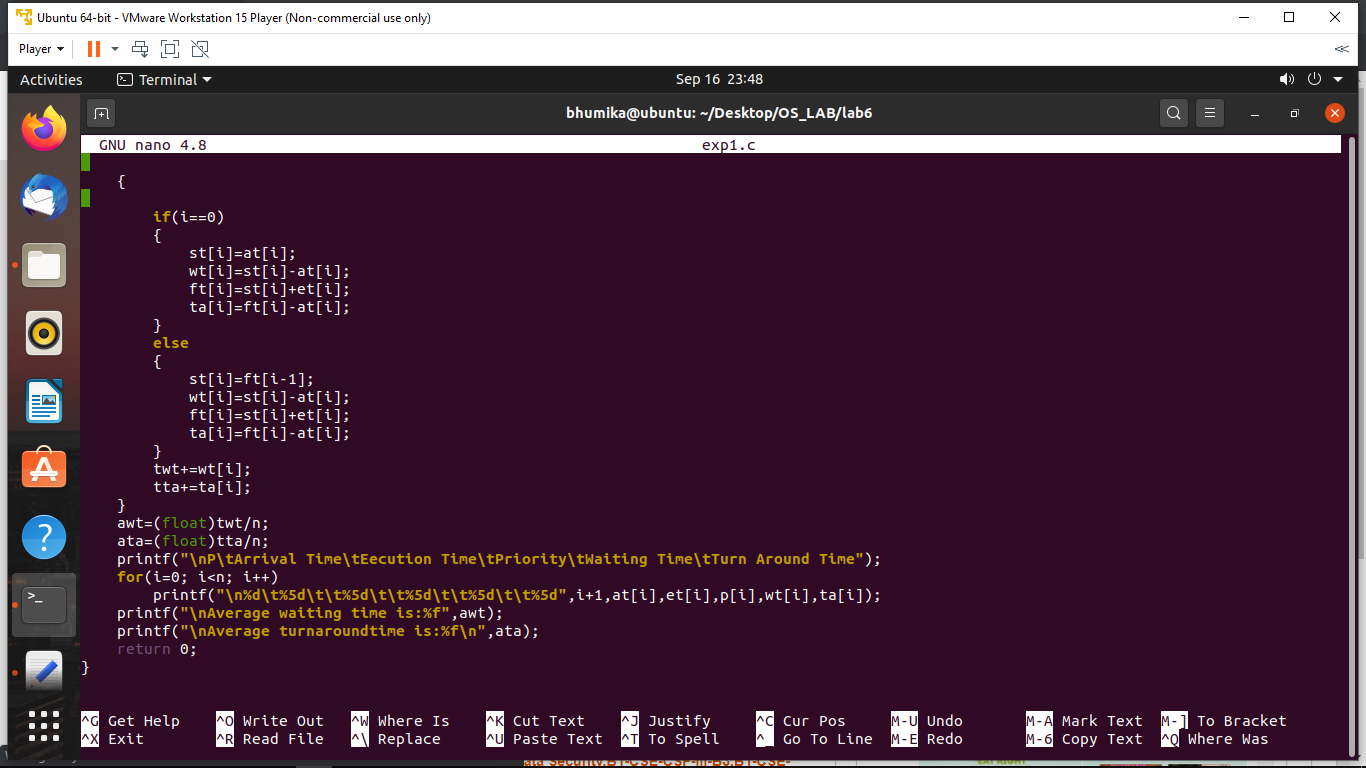 Ubuntu 64-bit - VMware Workstation 15 Player (Non-commercial use only)
Player
Activities Terminal Sep 16 23:48
bhumika@ubuntu: ~/Desktop/OS_LAB/lab6
GNU nano 4.8 exp1.c
{
if(i==0)
{
st[i]=at[i];
wt[i]=st[i]-at[i];
ft[i]=st[i]+et[i];
ta[i]=ft[i]-at[i];
}
else
{
st[i]=ft[i-1];
wt[i]=st[i]-at[i];
ft[i]=st[i]+et[i];
ta[i]=ft[i]-at[i];
}
twt+=wt[i];
tta+=ta[i];
}
awt=(float)twt/n;
ata=(float)tta/n;
printf("\nP\tArrival Time\tEecution Time\tPriority\tWaiting Time\tTurn Around Time");
for(i=0; i<n; i++)
printf("\n%d\t%5d\t\t%5d\t\t%5d\t\t%5d\t\t%5d",i+1,at[i],et[i],p[i],wt[i],ta[i]);
printf("\nAverage waiting time is:%f",awt);
printf("\nAverage turnaroundtime is:%f\n",ata);
return 0;
}
^G Get Help ^O Write Out ^W Where Is ^K Cut Text ^J Justify ^C Cur Pos M-U Undo M-A Mark Text M-] To Bracket
^X Exit ^R Read File ^\ Replace ^U Paste Text ^T To Spell ^_ Go To Line M-E Redo M-6 Copy Text ^Q Where Was